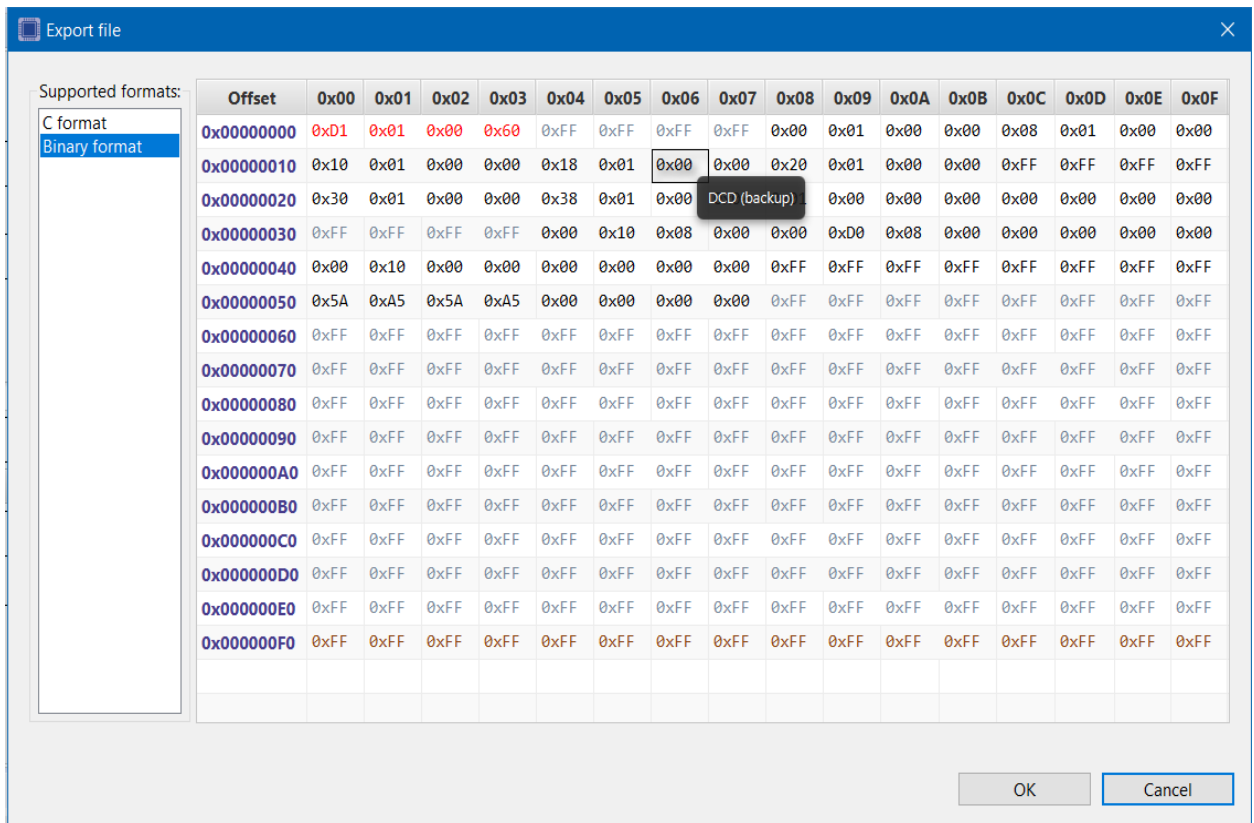 Export file
Supported formats:
C format
Binary format
Offset 0x00 0x01 0x02 0x03 0x04 0x05 0x06 0x07 0x08 0x09 0x0A 0x0B 0x0C 0x0D 0x0E 0x0F
0x00000000 0xD1 0x01 0x00 0x60 0xFF 0xFF 0xFF 0xFF 0x00 0x01 0x00 0x00 0x08 0x01 0x00 0x00
0x00000010 0x10 0x01 0x00 0x00 0x18 0x01 0x00 0x00 0x20 0x01 0x00 0x00 0xFF 0xFF 0xFF 0xFF
0x00000020 0x30 0x01 0x00 0x00 0x38 0x01 0x00 DCD (backup) 0x00 0x00 0x00 0x00 0x00 0x00 0x00
0x00000030 0xFF 0xFF 0xFF 0xFF 0x00 0x10 0x08 0x00 0x00 0xD0 0x08 0x00 0x00 0x00 0x00 0x00
0x00000040 0x00 0x10 0x00 0x00 0x00 0x00 0x00 0x00 0xFF 0xFF 0xFF 0xFF 0xFF 0xFF 0xFF 0xFF
0x00000050 0x5A 0xA5 0x5A 0xA5 0x00 0x00 0x00 0x00 0xFF 0xFF 0xFF 0xFF 0xFF 0xFF 0xFF 0xFF
0x00000060 0xFF 0xFF 0xFF 0xFF 0xFF 0xFF 0xFF 0xFF 0xFF 0xFF 0xFF 0xFF 0xFF 0xFF 0xFF 0xFF
0x00000070 0xFF 0xFF 0xFF 0xFF 0xFF 0xFF 0xFF 0xFF 0xFF 0xFF 0xFF 0xFF 0xFF 0xFF 0xFF 0xFF
0x00000080 0xFF 0xFF 0xFF 0xFF 0xFF 0xFF 0xFF 0xFF 0xFF 0xFF 0xFF 0xFF 0xFF 0xFF 0xFF 0xFF
0x00000090 0xFF 0xFF 0xFF 0xFF 0xFF 0xFF 0xFF 0xFF 0xFF 0xFF 0xFF 0xFF 0xFF 0xFF 0xFF 0xFF
0x000000A0 0xFF 0xFF 0xFF 0xFF 0xFF 0xFF 0xFF 0xFF 0xFF 0xFF 0xFF 0xFF 0xFF 0xFF 0xFF 0xFF
0x000000B0 0xFF 0xFF 0xFF 0xFF 0xFF 0xFF 0xFF 0xFF 0xFF 0xFF 0xFF 0xFF 0xFF 0xFF 0xFF 0xFF
0x000000C0 0xFF 0xFF 0xFF 0xFF 0xFF 0xFF 0xFF 0xFF 0xFF 0xFF 0xFF 0xFF 0xFF 0xFF 0xFF 0xFF
0x000000D0 0xFF 0xFF 0xFF 0xFF 0xFF 0xFF 0xFF 0xFF 0xFF 0xFF 0xFF 0xFF 0xFF 0xFF 0xFF 0xFF
0x000000E0 0xFF 0xFF 0xFF 0xFF 0xFF 0xFF 0xFF 0xFF 0xFF 0xFF 0xFF 0xFF 0xFF 0xFF 0xFF 0xFF
0x000000F0 0xFF 0xFF 0xFF 0xFF 0xFF 0xFF 0xFF 0xFF 0xFF 0xFF 0xFF 0xFF 0xFF 0xFF 0xFF 0xFF
OK Cancel